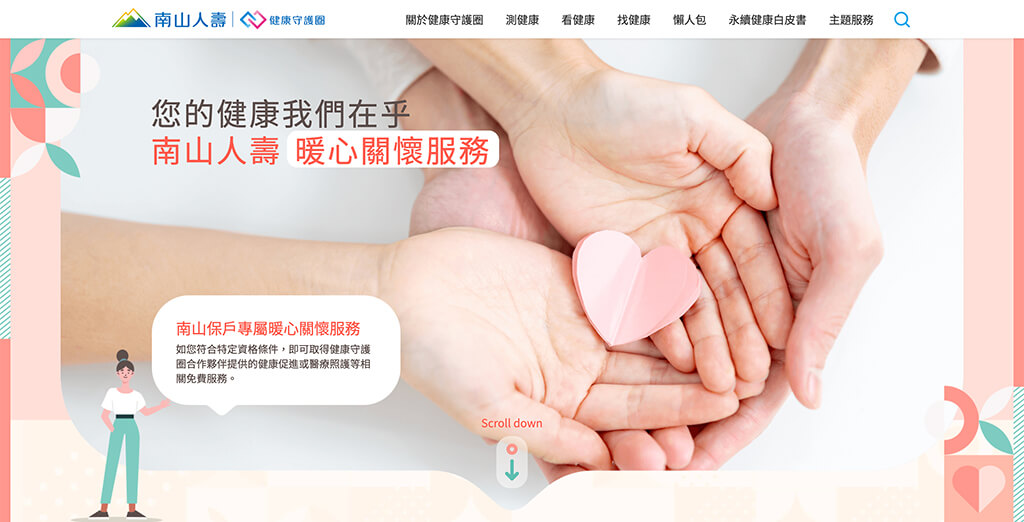 南山人壽 健康守護圈
關於健康守護圈 測健康 看健康 找健康 懶人包 永續健康白皮書 主題服務
您的健康我們在乎
南山人壽 暖心關懷服務
南山保戶專屬暖心關懷服務
如您符合特定資格條件,即可取得健康守護
圈合作夥伴提供的健康促進或醫療照護等相
關免費服務。
Scroll down